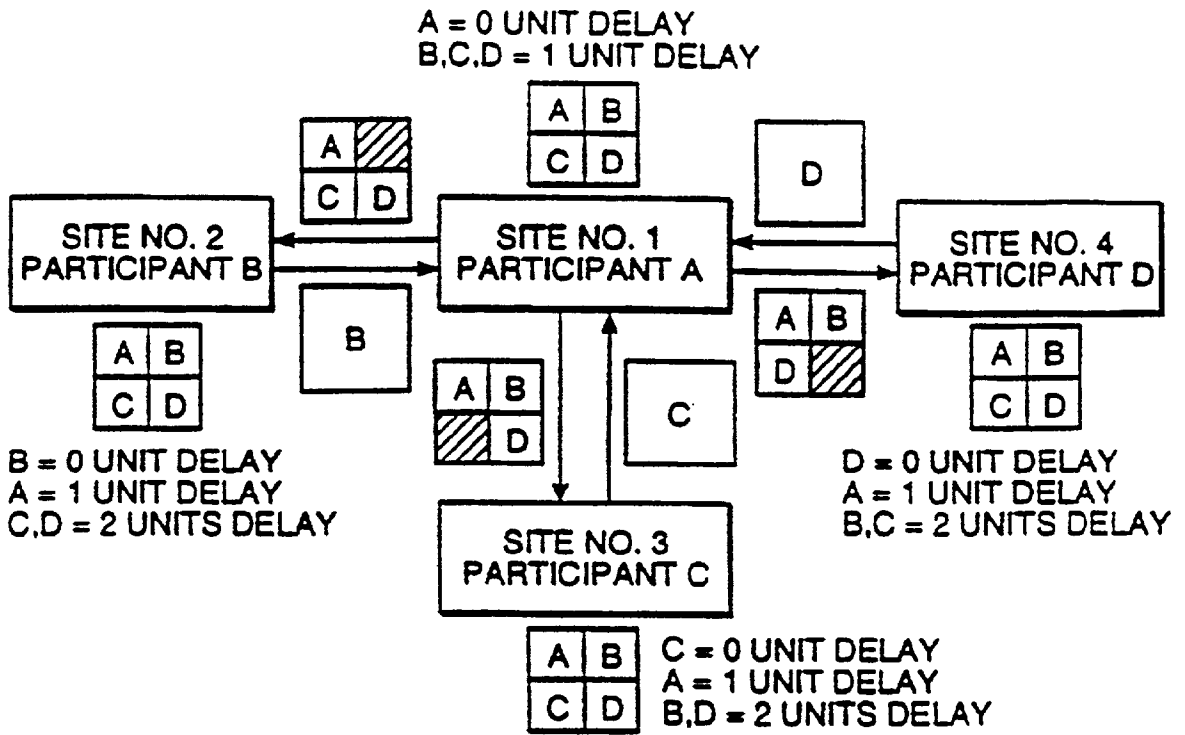 A = 0 UNIT DELAY
B,C,D = 1 UNIT DELAY
A B
C D
A
C D
D
SITE NO. 2
PARTICIPANT B
SITE NO. 1
PARTICIPANT A
SITE NO. 4
PARTICIPANT D
B
A B
D
A B
C D
A B
D
C
A B
C D
B = 0 UNIT DELAY
A = 1 UNIT DELAY
C,D = 2 UNITS DELAY
D = 0 UNIT DELAY
A = 1 UNIT DELAY
B,C = 2 UNITS DELAY
SITE NO. 3
PARTICIPANT C
A B
C D
C = 0 UNIT DELAY
A = 1 UNIT DELAY
B,D = 2 UNITS DELAY